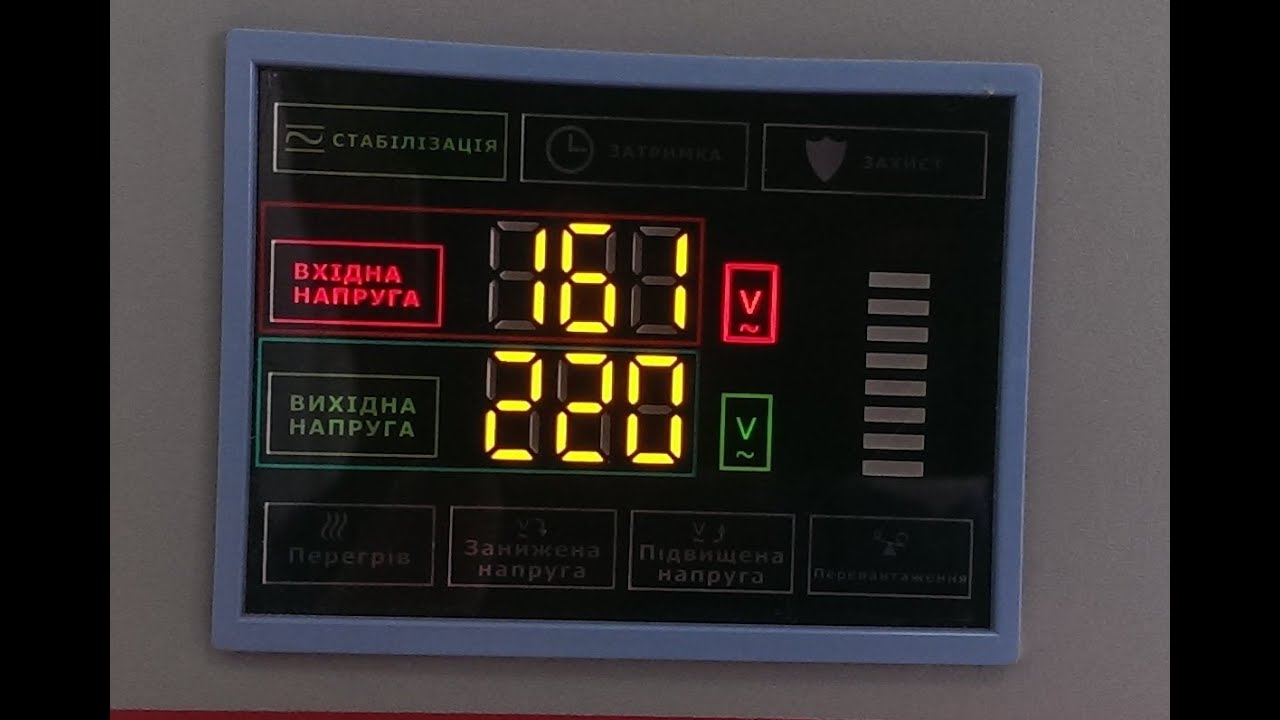 СТАБІЛІЗАЦІЯ
ЗАТРИМКА
ЗАХИСТ
ВХІДНА
НАПРУГА
161
V
~
ВИХІДНА
НАПРУГА
220
V
~
Перегрів
V
Занижена
напруга
V
Підвищена
напруга
Перевантаження